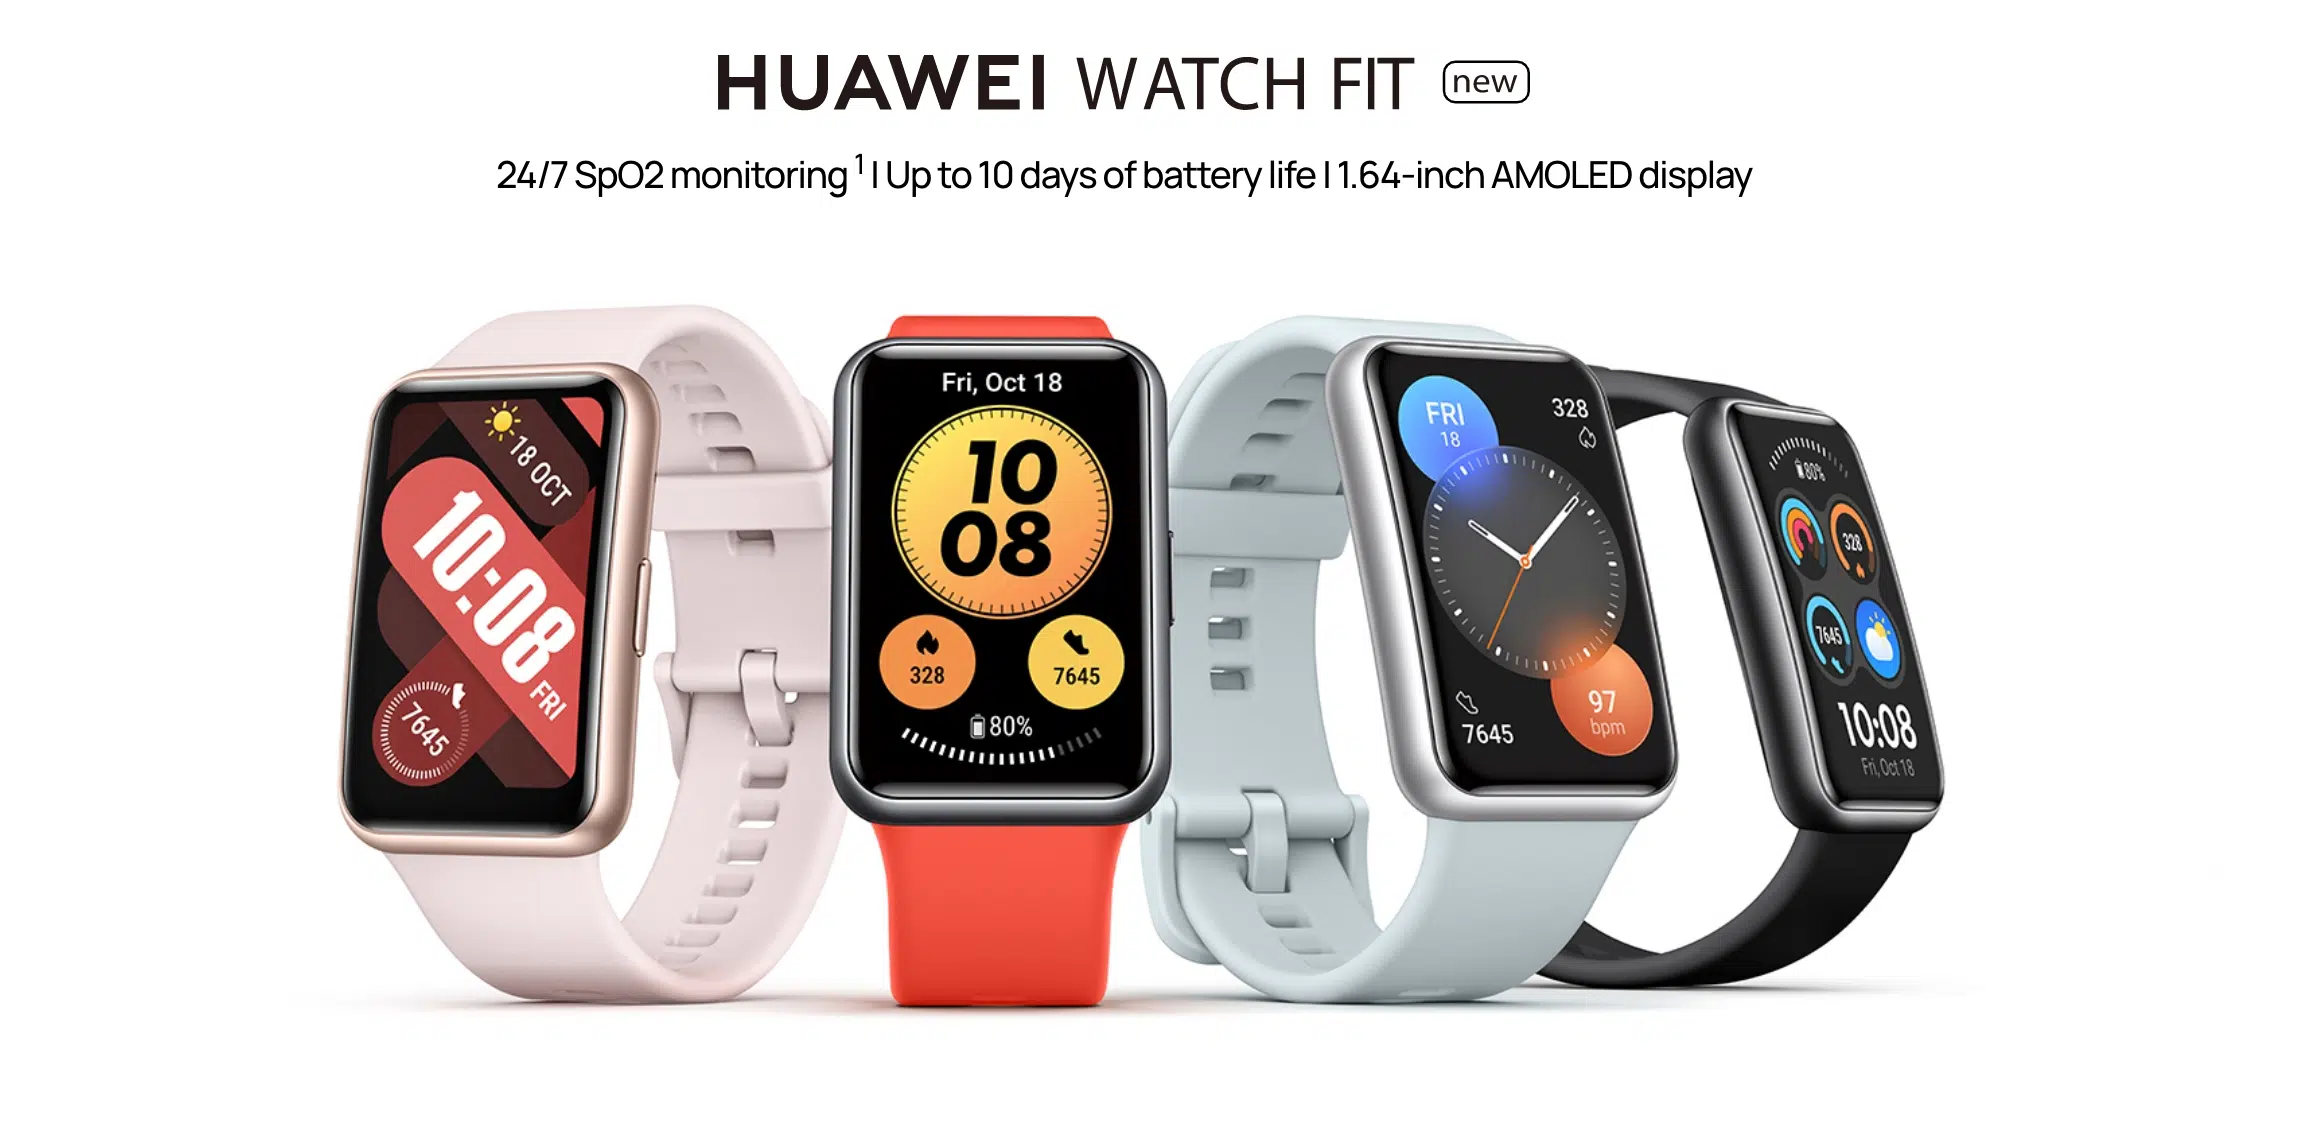 HUAWEI WATCH FIT new
24/7 SpO2 monitoring 1 | Up to 10 days of battery life | 1.64-inch AMOLED display
18 OCT
10:08
FRI
7645
Fri, Oct 18
10
08
328
7645
80%
FRI
18
328
7645
97
bpm
80%
328
7645
10:08
Fri, Oct 18